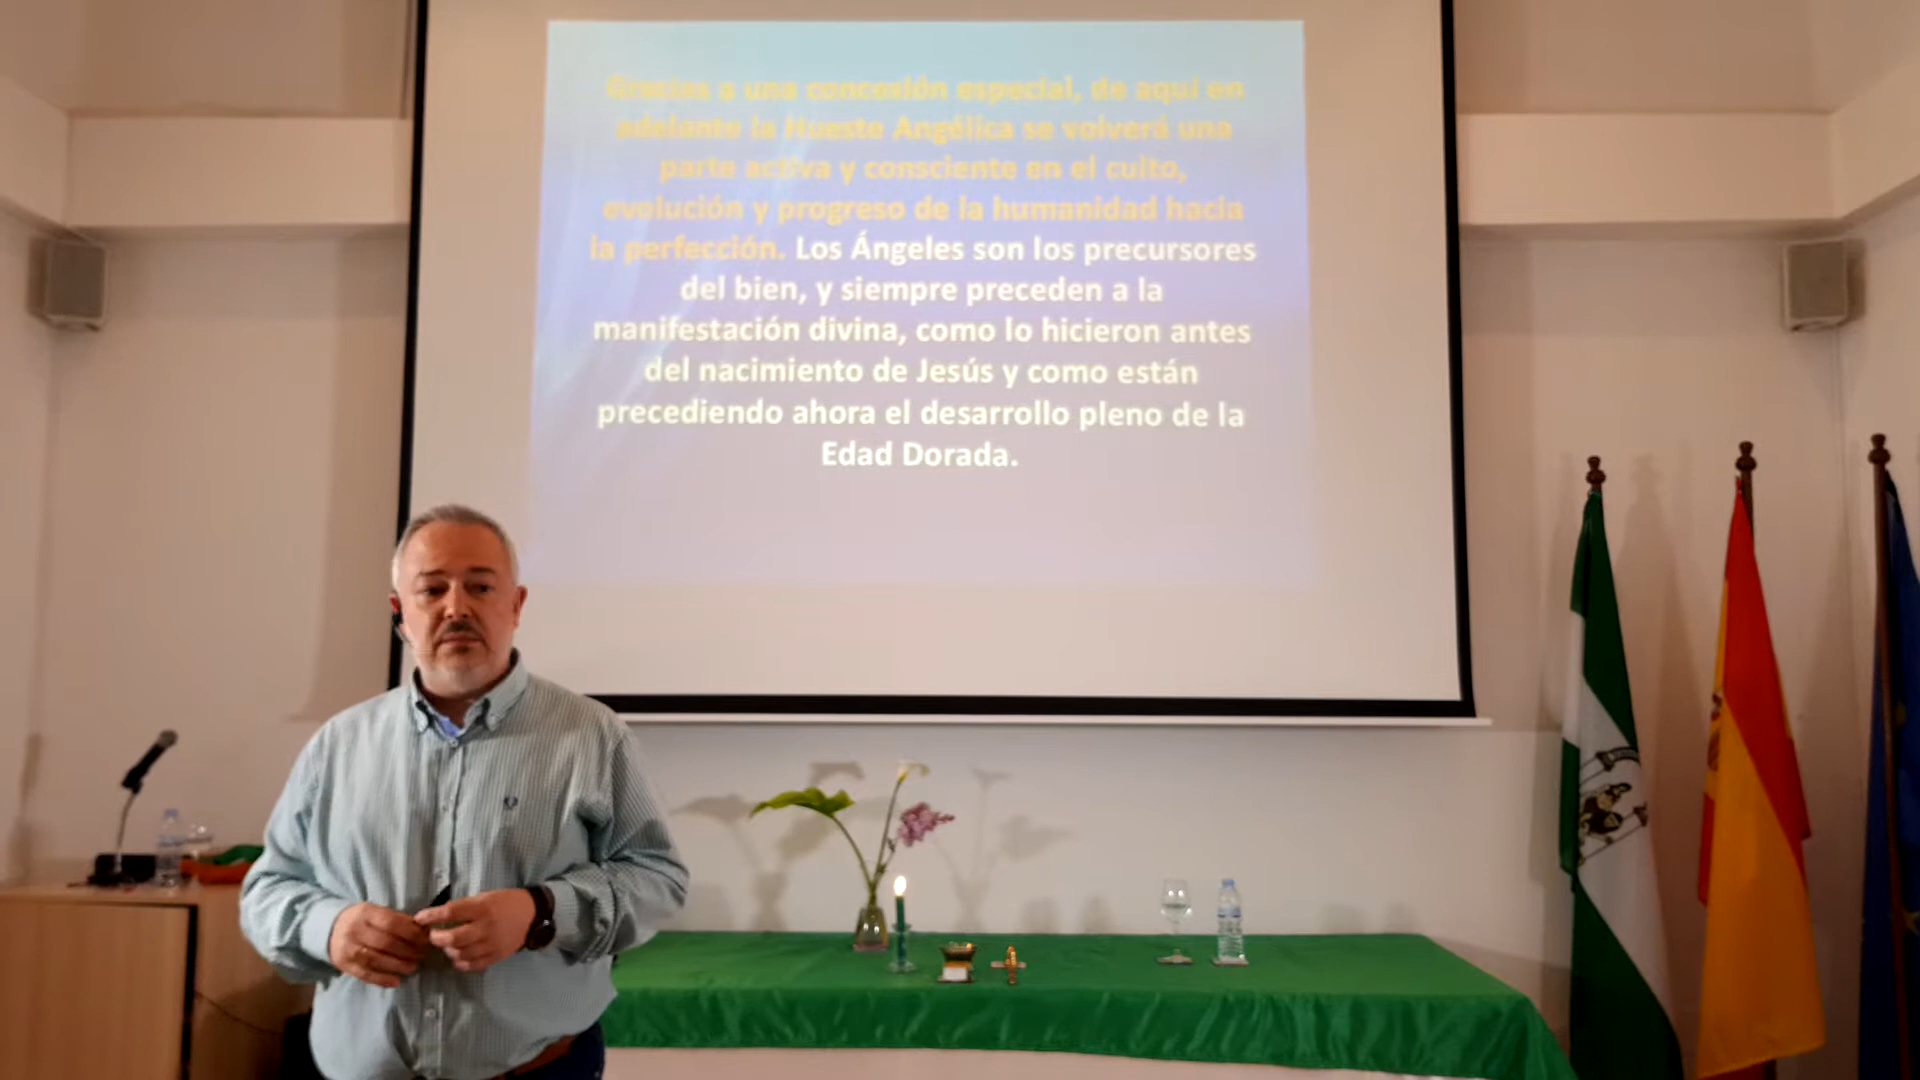 Gracias a una concesión especial, de aquí en
adelante la Hueste Angélica se volverá una
parte activa y consciente en el culto,
evolución y progreso de la humanidad hacia
la perfección. Los Ángeles son los precursores
del bien, y siempre preceden a la
manifestación divina, como lo hicieron antes
del nacimiento de Jesús y como están
precediendo ahora el desarrollo pleno de la
Edad Dorada.